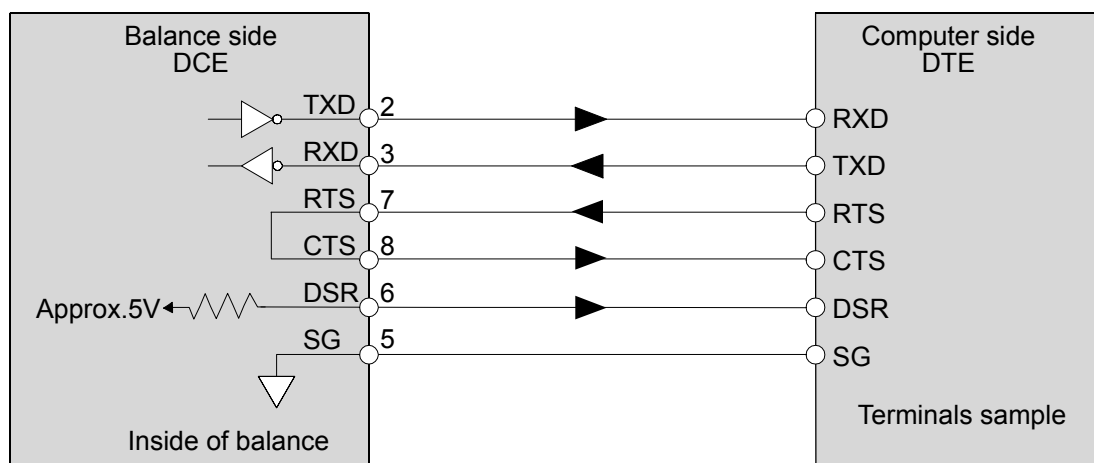 Balance side
DCE
Computer side
DTE
TXD 2
RXD
RXD 3
TXD
RTS 7
RTS
CTS 8
CTS
Approx.5V
DSR 6
DSR
SG 5
SG
Inside of balance
Terminals sample